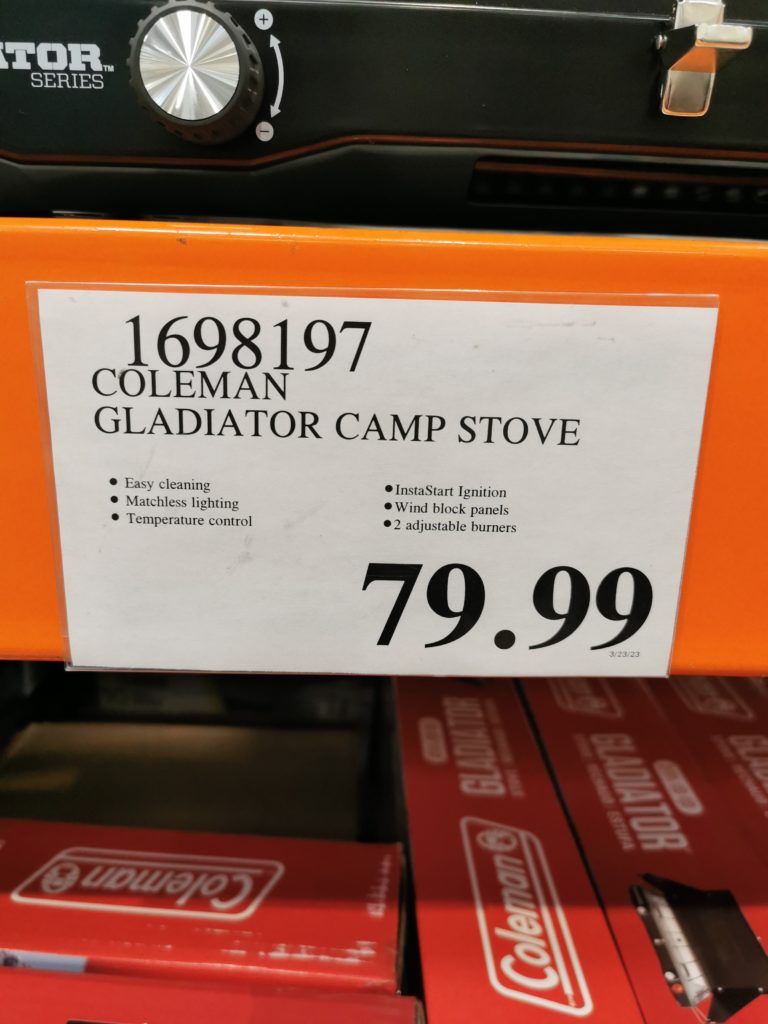 ATOR™
SERIES
1698197
COLEMAN
GLADIATOR CAMP STOVE
• Easy cleaning
• Matchless lighting
• Temperature control
• InstaStart Ignition
• Wind block panels
• 2 adjustable burners
79.99
3/23/23
GLADIATOR
GLADIATOR
Coleman
Coleman